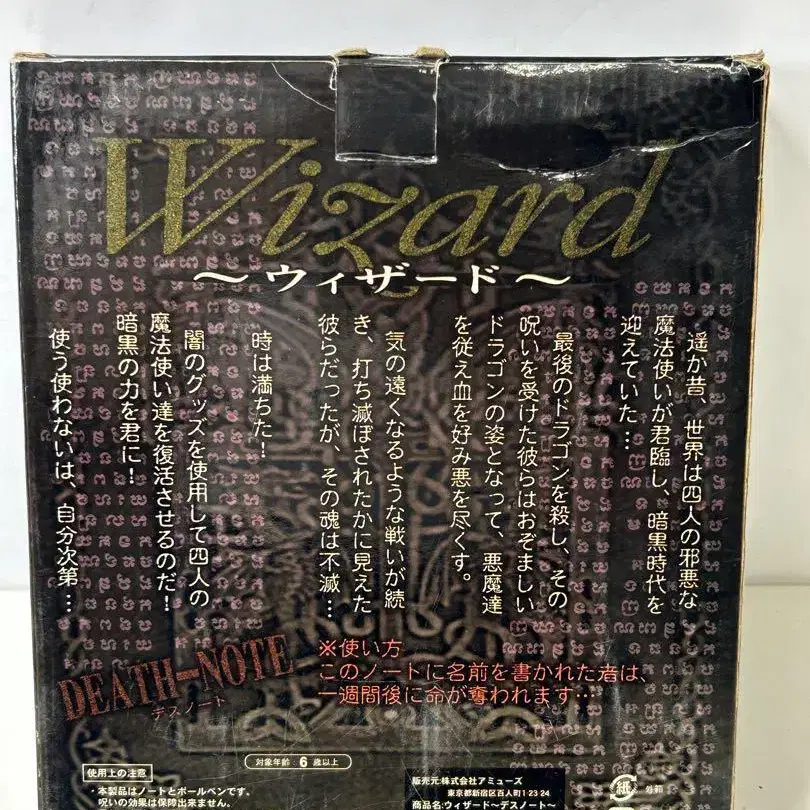 Wizard
～ウィザード～
遥か昔、世界は四人の邪悪な
魔法使いが君臨し、暗黒時代を
迎えていた…
最後のドラゴンを殺し、その
呪いを受けた彼らはおぞましい
ドラゴンの姿となって、悪魔達
を従え血を好み悪を尽くす。
気の遠くなるような戦いが続
き、打ち滅ぼされたかに見えた
彼らだったが、その魂は不滅…
時は満ちた！
闇のグッズを使用して四人の
魔法使い達を復活させるのだ！
暗黒の力を君に！
使う使わないは、自分次第…
DEATH-NOTE
デスノート
※使い方
このノートに名前を書かれた者は、
一週間後に命が奪われます…
対象年齢：6歳以上
使用上の注意
・本製品はノートとボールペンです。
呪いの効果は保障出来ません。
販売元:株式会社アミューズ
東京都新宿区百人町1-23-24
商品名:ウィザード～デスノート～
紙
外箱